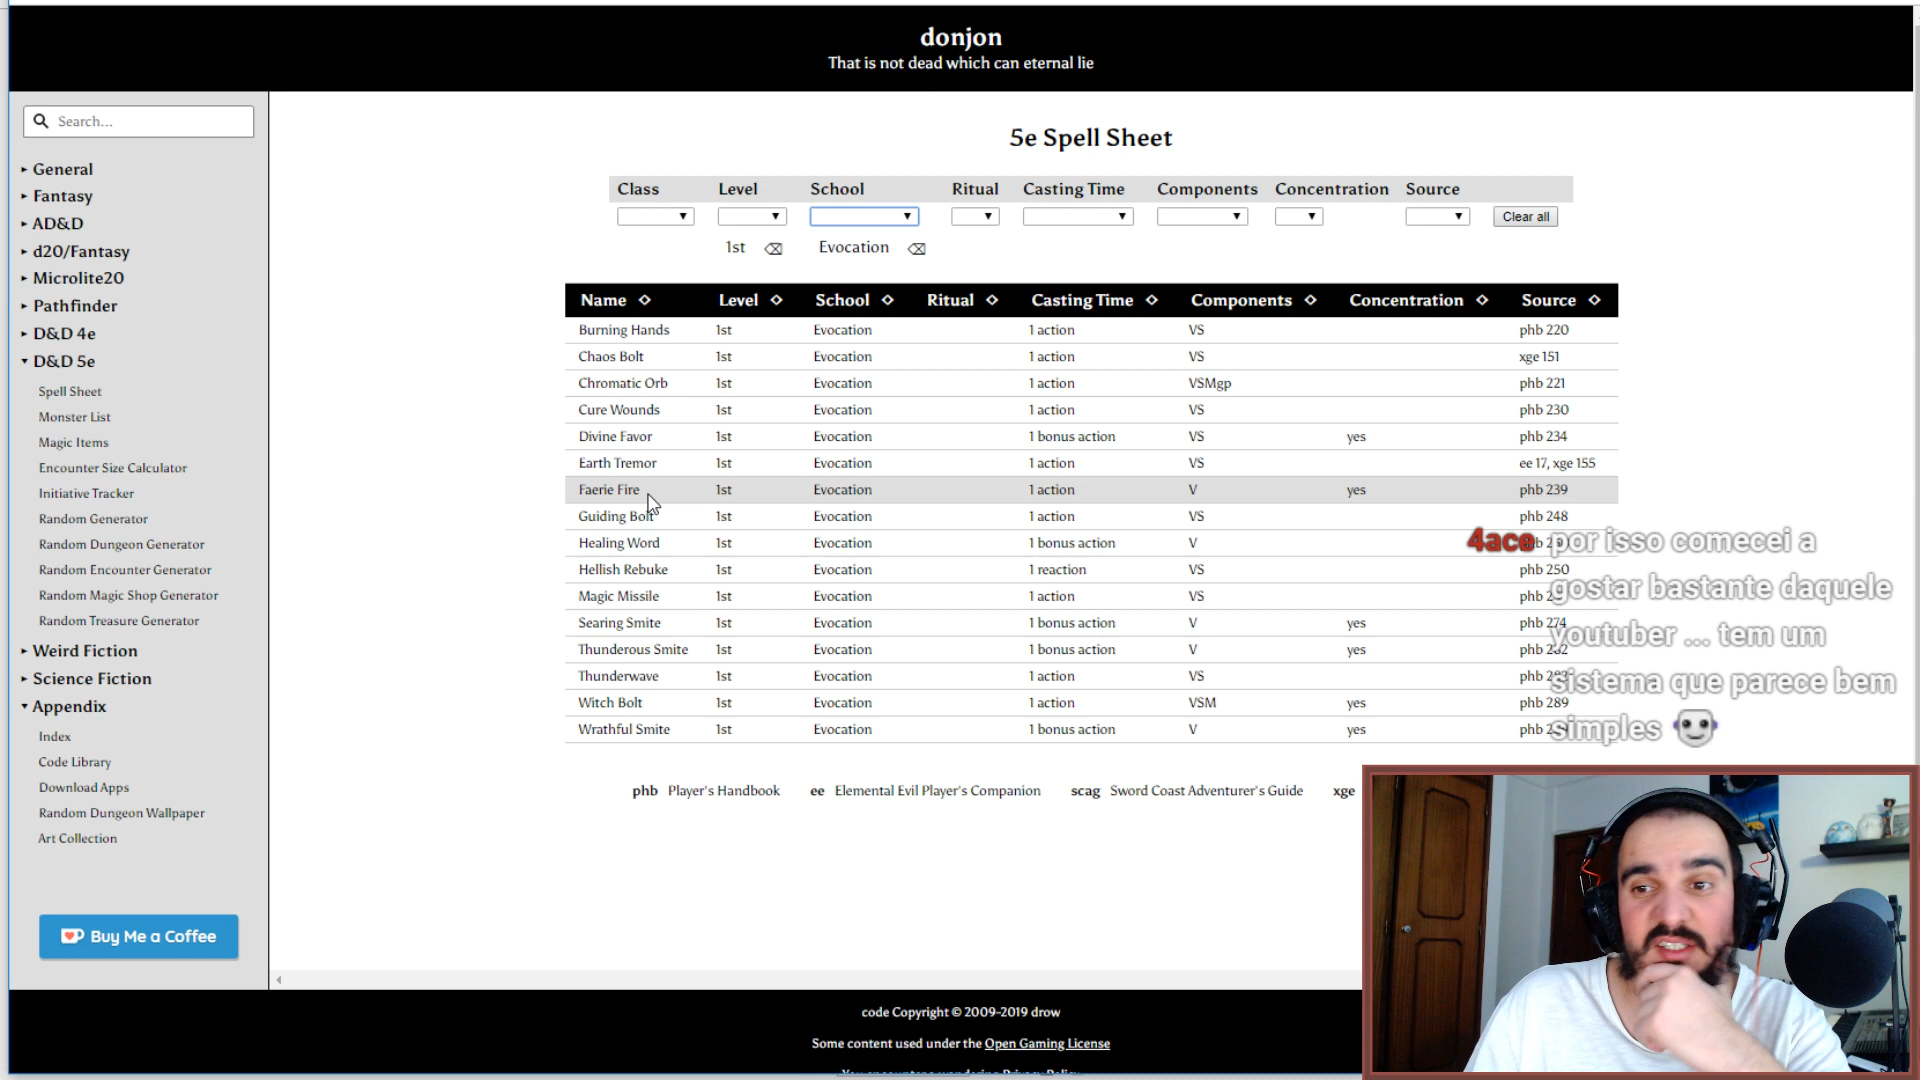 donjon
That is not dead which can eternal lie
Search...
General
Fantasy
AD&D
d20/Fantasy
Microlite20
Pathfinder
D&D 4e
D&D 5e
Spell Sheet
Monster List
Magic Items
Encounter Size Calculator
Initiative Tracker
Random Generator
Random Dungeon Generator
Random Encounter Generator
Random Magic Shop Generator
Random Treasure Generator
Weird Fiction
Science Fiction
Appendix
Index
Code Library
Download Apps
Random Dungeon Wallpaper
Art Collection
Buy Me a Coffee
5e Spell Sheet
Class Level School Ritual Casting Time Components Concentration Source
Clear all
1st Evocation
Name Level School Ritual Casting Time Components Concentration Source
Burning Hands 1st Evocation 1 action VS phb 220
Chaos Bolt 1st Evocation 1 action VS xge 151
Chromatic Orb 1st Evocation 1 action VSMgp phb 221
Cure Wounds 1st Evocation 1 action VS phb 230
Divine Favor 1st Evocation 1 bonus action VS yes phb 234
Earth Tremor 1st Evocation 1 action VS ee 17, xge 155
Faerie Fire 1st Evocation 1 action V yes phb 239
Guiding Bolt 1st Evocation 1 action VS phb 248
Healing Word 1st Evocation 1 bonus action V
Hellish Rebuke 1st Evocation 1 reaction VS phb 250
Magic Missile 1st Evocation 1 action VS phb
Searing Smite 1st Evocation 1 bonus action V yes phb 274
Thunderous Smite 1st Evocation 1 bonus action V yes phb
Thunderwave 1st Evocation 1 action VS phb
Witch Bolt 1st Evocation 1 action VSM yes phb 289
Wrathful Smite 1st Evocation 1 bonus action V yes phb
phb Player's Handbook ee Elemental Evil Player's Companion scag Sword Coast Adventurer's Guide xge
4ace por isso comecei a
gostar bastante daquele
youtuber ... tem um
sistema que parece bem
simples
code Copyright © 2009-2019 drow
Some content used under the Open Gaming License